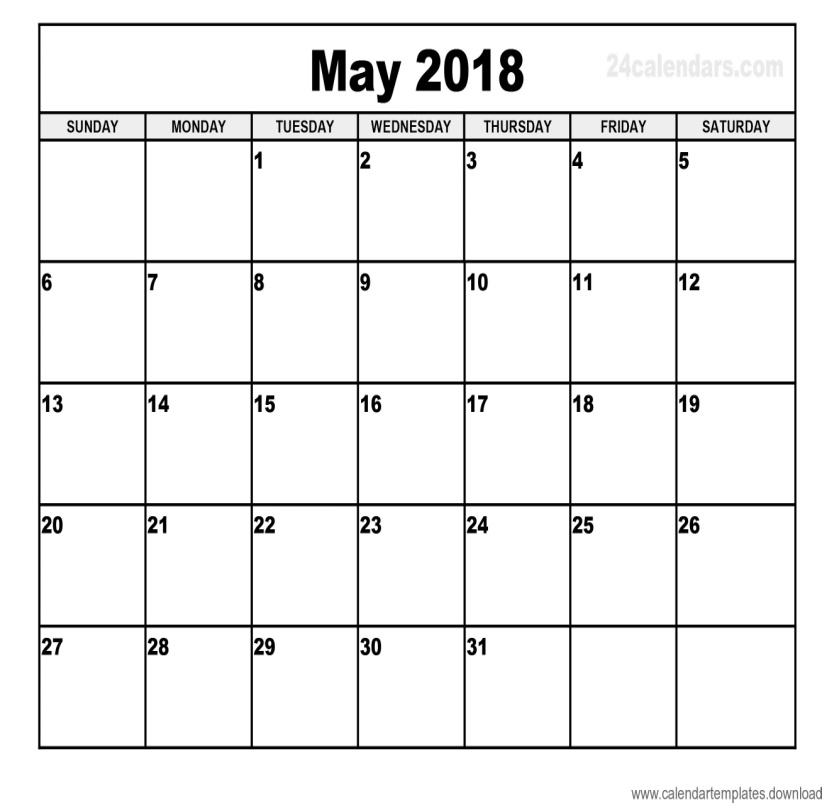 May 2018 24calendars.com
SUNDAY MONDAY TUESDAY WEDNESDAY THURSDAY FRIDAY SATURDAY
1 2 3 4 5
6 7 8 9 10 11 12
13 14 15 16 17 18 19
20 21 22 23 24 25 26
27 28 29 30 31
www.calendartemplates.download